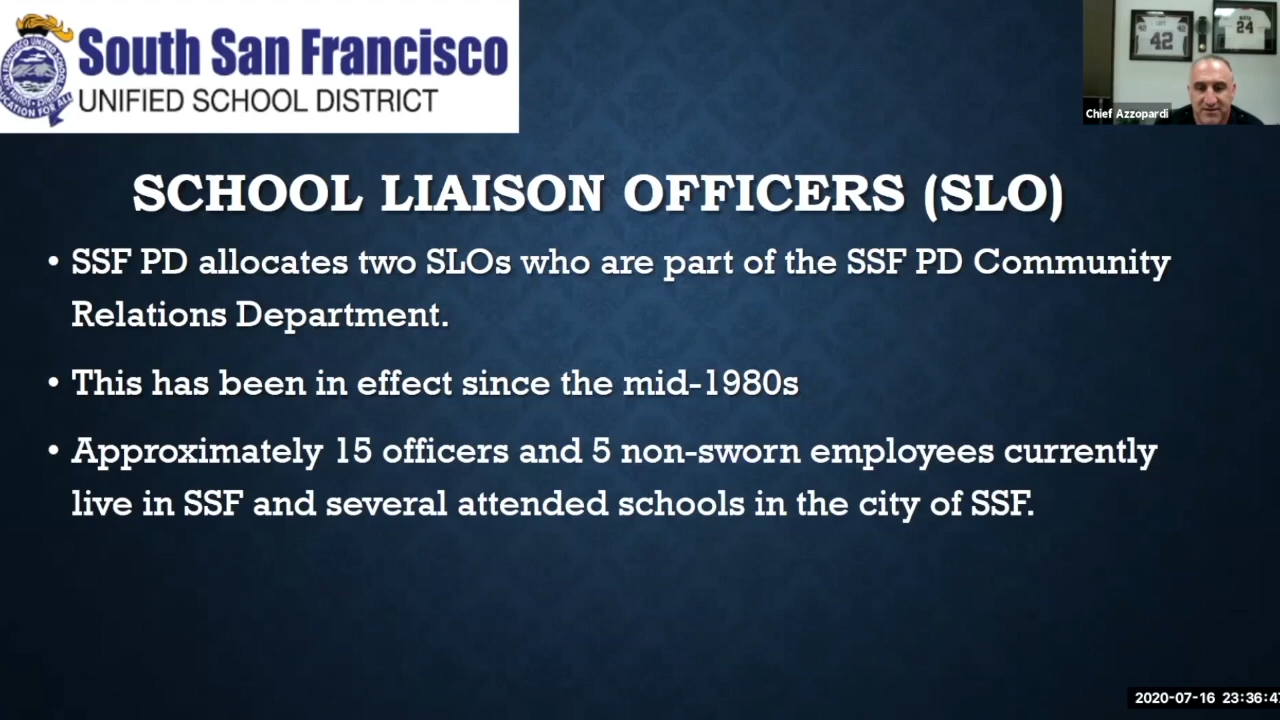 South San Francisco
UNIFIED SCHOOL DISTRICT
42
24
Chief Azzopardi
SCHOOL LIAISON OFFICERS (SLO)
• SSF PD allocates two SLOs who are part of the SSF PD Community
Relations Department.
• This has been in effect since the mid-1980s
• Approximately 15 officers and 5 non-sworn employees currently
live in SSF and several attended schools in the city of SSF.
2020-07-16 23:36:4